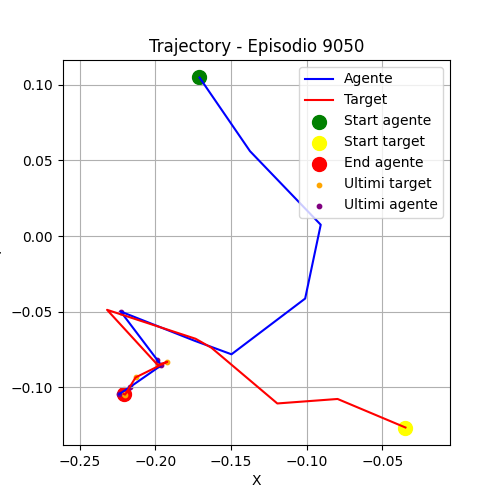 Trajectory - Episodio 9050
Agente
Target
Start agente
Start target
End agente
Ultimi target
Ultimi agente
0.10
0.05
0.00
−0.05
−0.10
−0.25
−0.20
−0.15
−0.10
−0.05
X